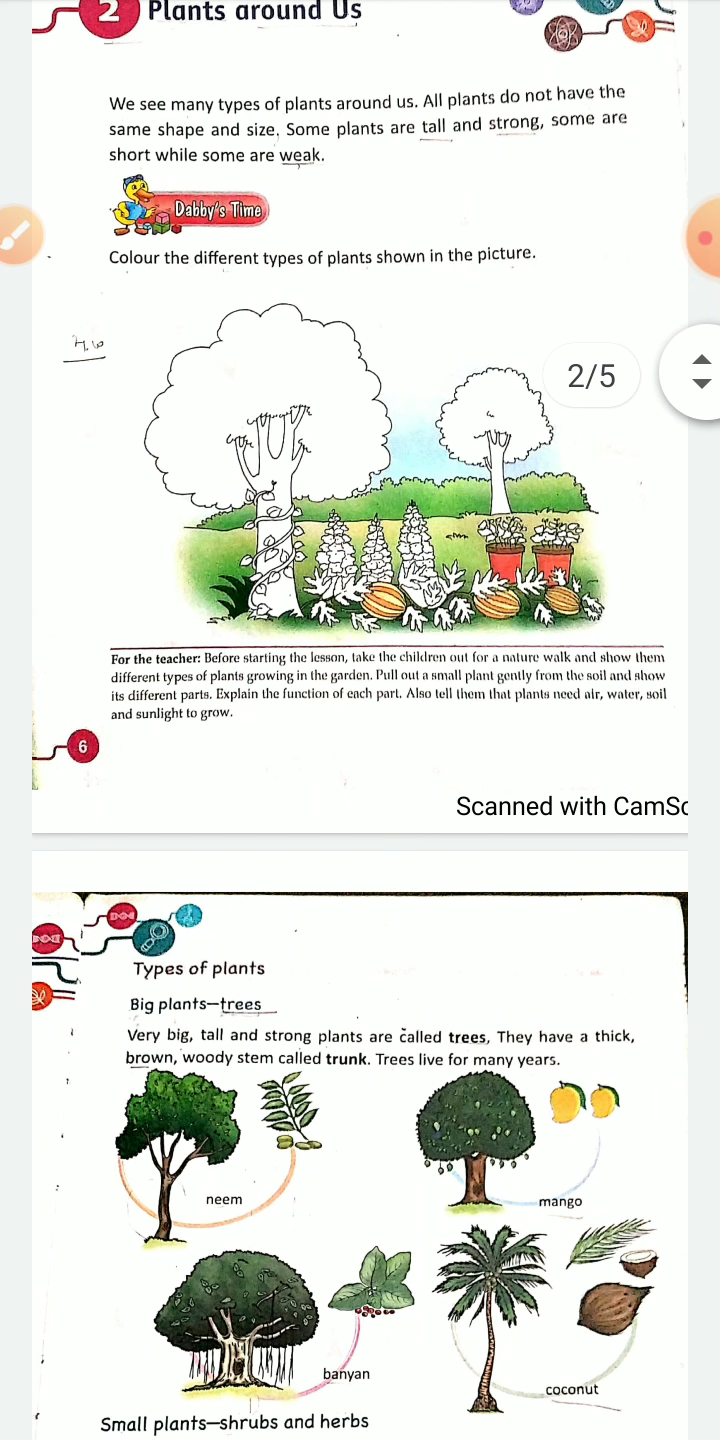 2 Plants around Us
We see many types of plants around us. All plants do not have the
same shape and size. Some plants are tall and strong, some are
short while some are weak.
Dabby's Time
Colour the different types of plants shown in the picture.
2/5
For the teacher: Before starting the lesson, take the children out for a nature walk and show them
different types of plants growing in the garden. Pull out a small plant gently from the soil and show
its different parts. Explain the function of each part. Also tell them that plants need air, water, soil
and sunlight to grow.
6
Scanned with CamSc
Types of plants
Big plants—trees
Very big, tall and strong plants are called trees, They have a thick,
brown, woody stem called trunk. Trees live for many years.
neem
mango
banyan
coconut
Small plants—shrubs and herbs